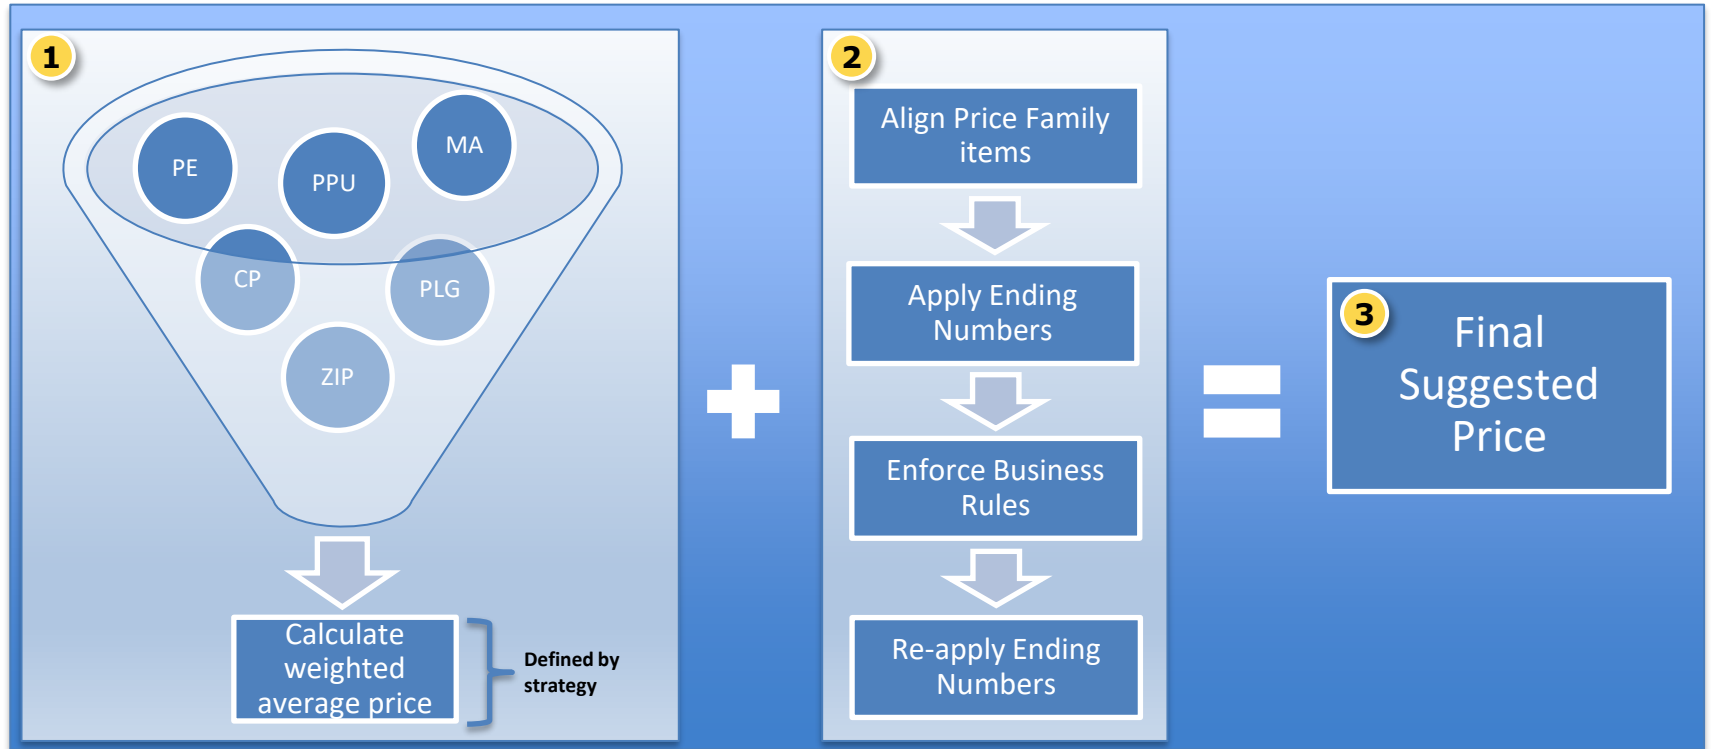 1
PE
PPU
MA
CP
PLG
ZIP
Calculate
weighted
average price
Defined by
strategy
2
Align Price Family
items
Apply Ending
Numbers
Enforce Business
Rules
Re-apply Ending
Numbers
3
Final
Suggested
Price